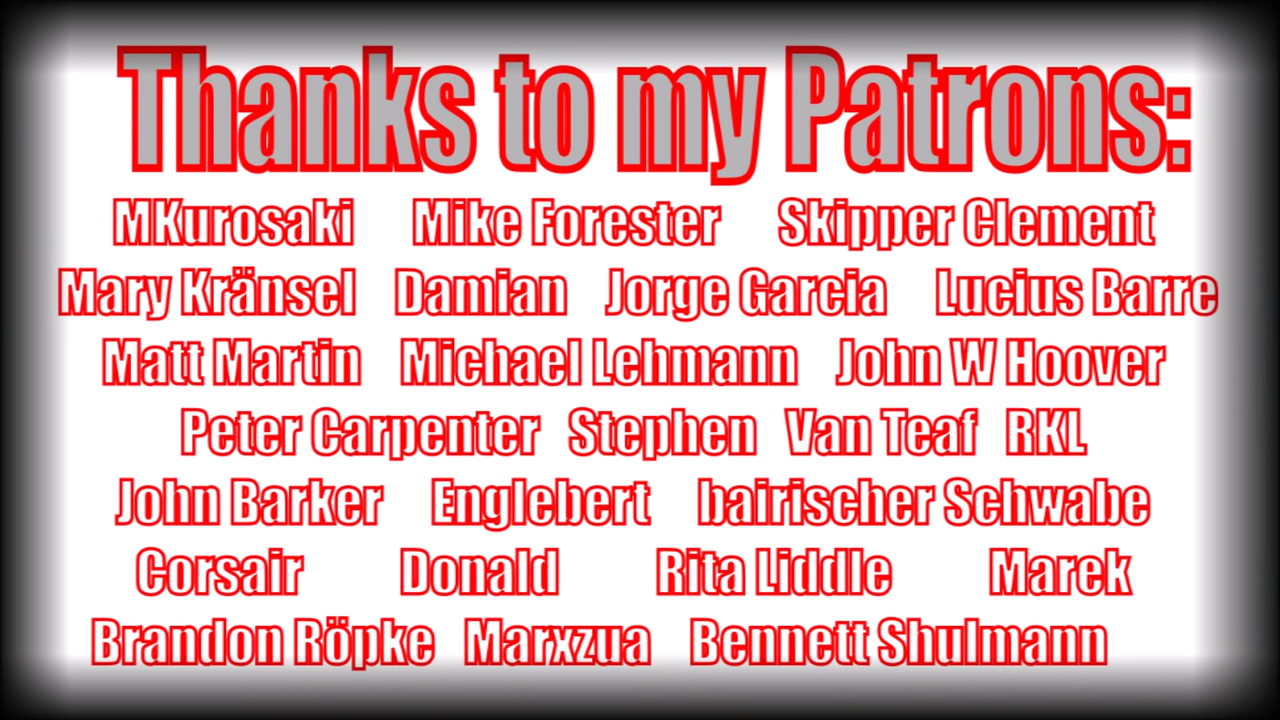 Thanks to my Patrons:
MKurosaki Mike Forester Skipper Clement
Mary Kränsel Damian Jorge Garcia Lucius Barre
Matt Martin Michael Lehmann John W Hoover
Peter Carpenter Stephen Van Teaf RKL
John Barker Englebert bairischer Schwabe
Corsair Donald Rita Liddle Marek
Brandon Röpke Marxzua Bennett Shulmann